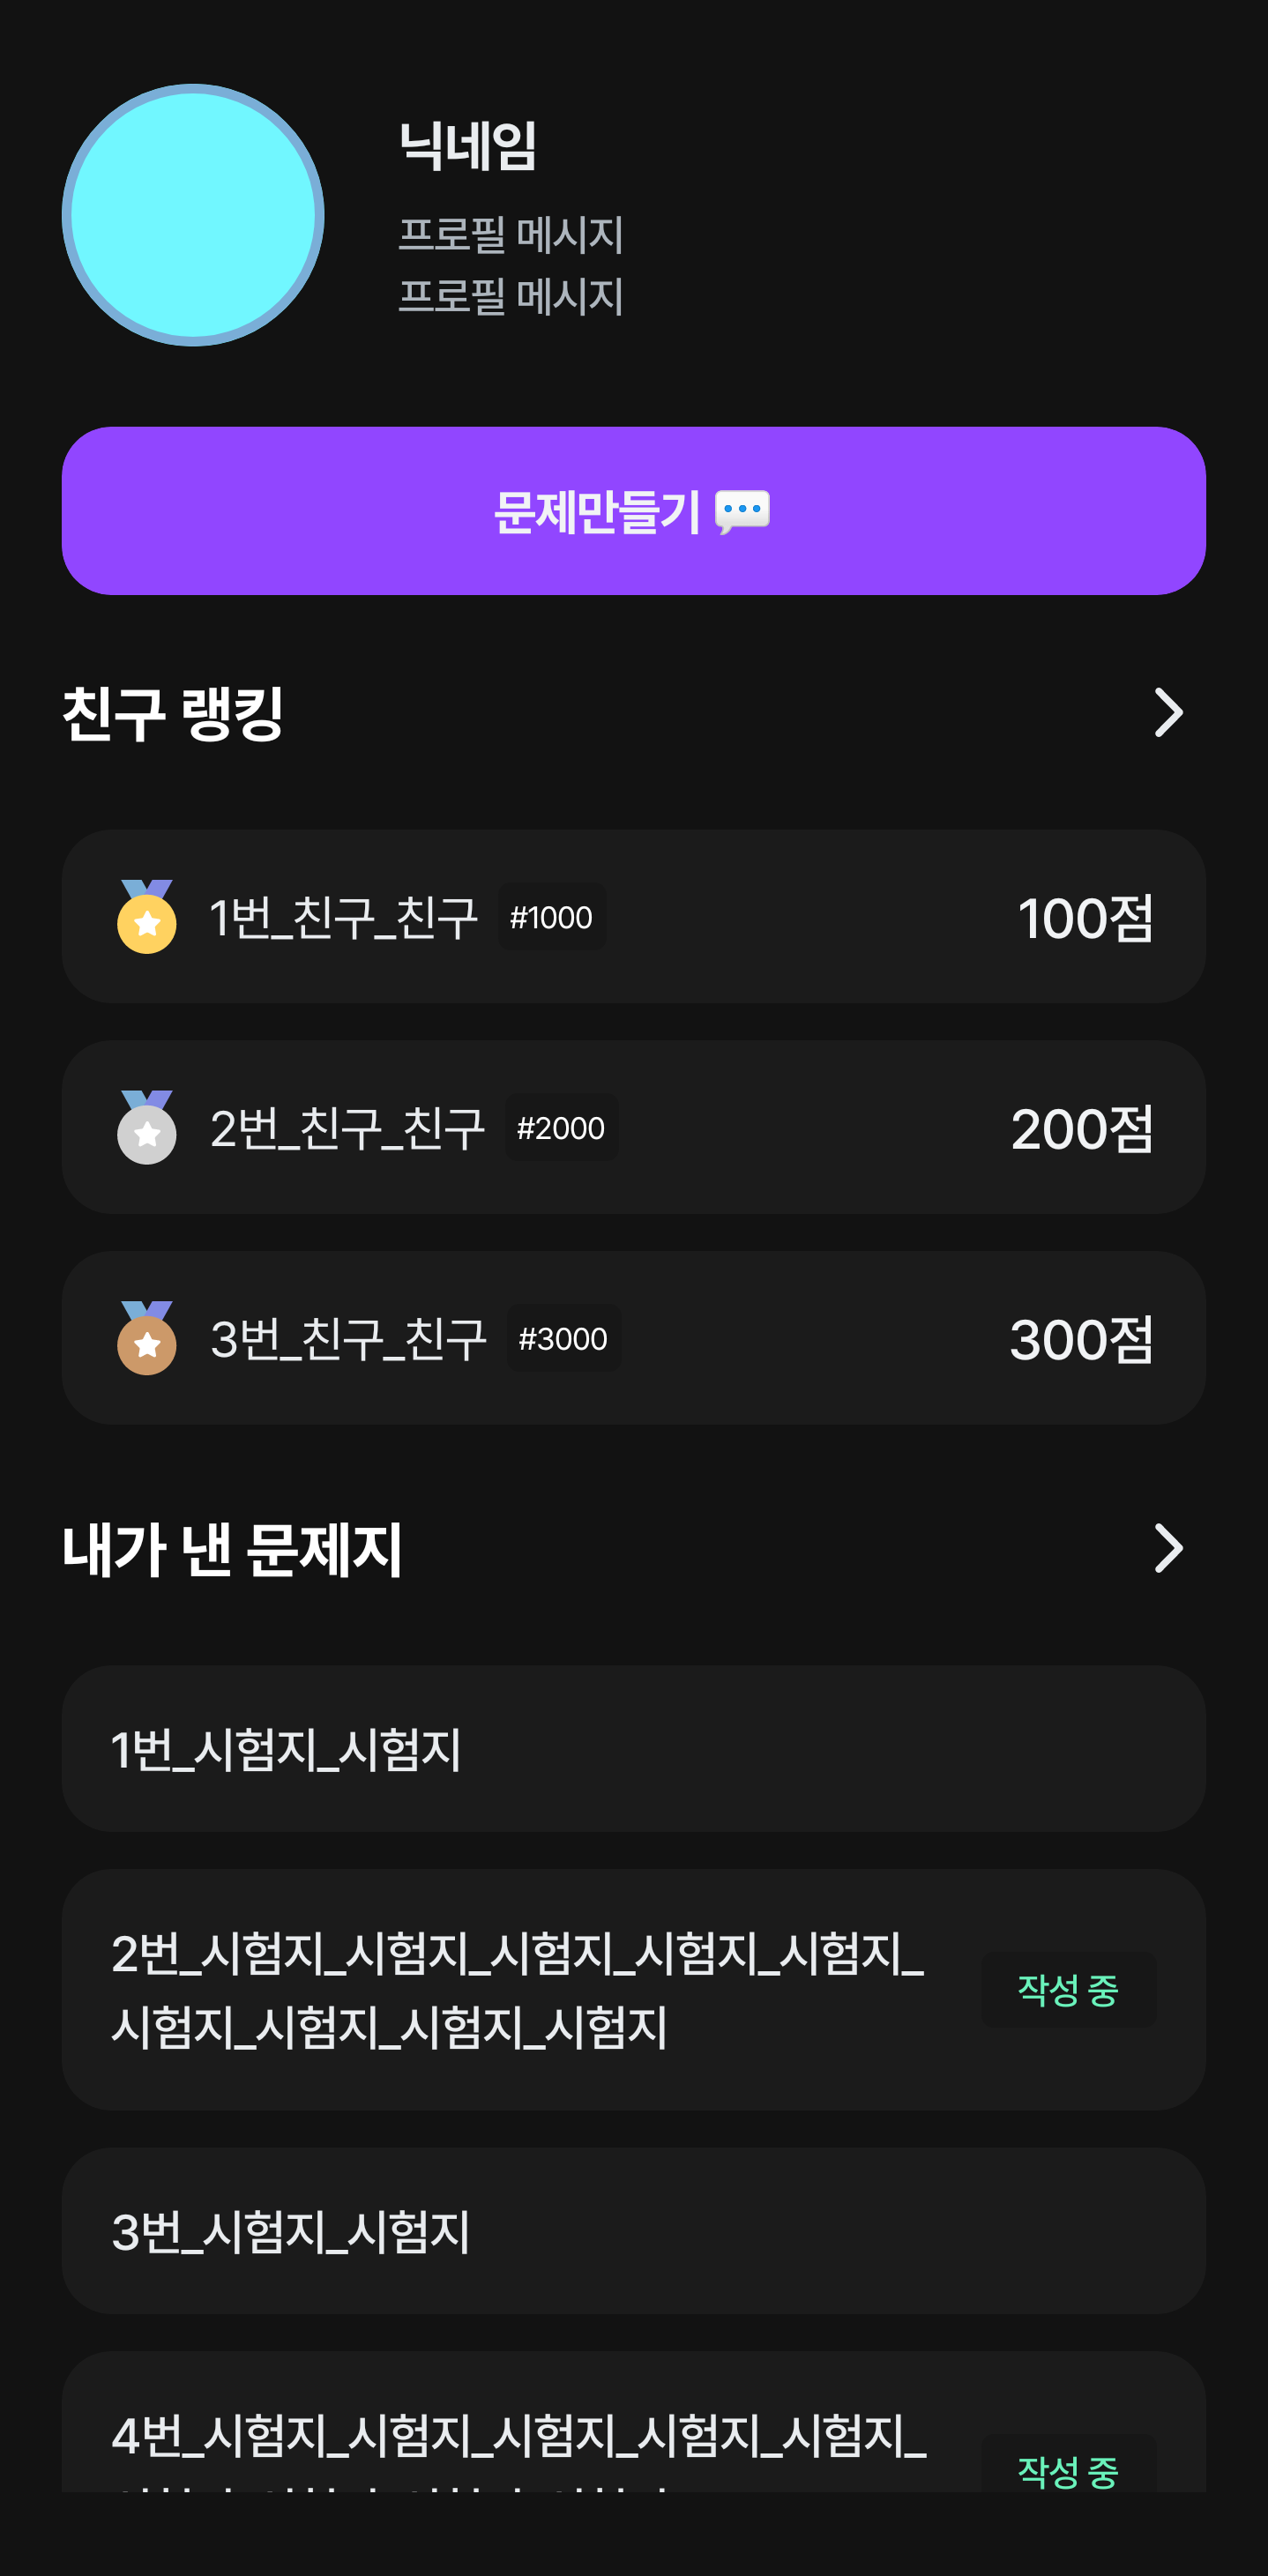 닉네임
프로필 메시지
프로필 메시지
문제만들기 💬
친구 랭킹
1번_친구_친구 #1000 100점
2번_친구_친구 #2000 200점
3번_친구_친구 #3000 300점
내가 낸 문제지
1번_시험지_시험지
2번_시험지_시험지_시험지_시험지_시험지_
시험지_시험지_시험지_시험지
작성 중
3번_시험지_시험지
4번_시험지_시험지_시험지_시험지_시험지_
작성 중